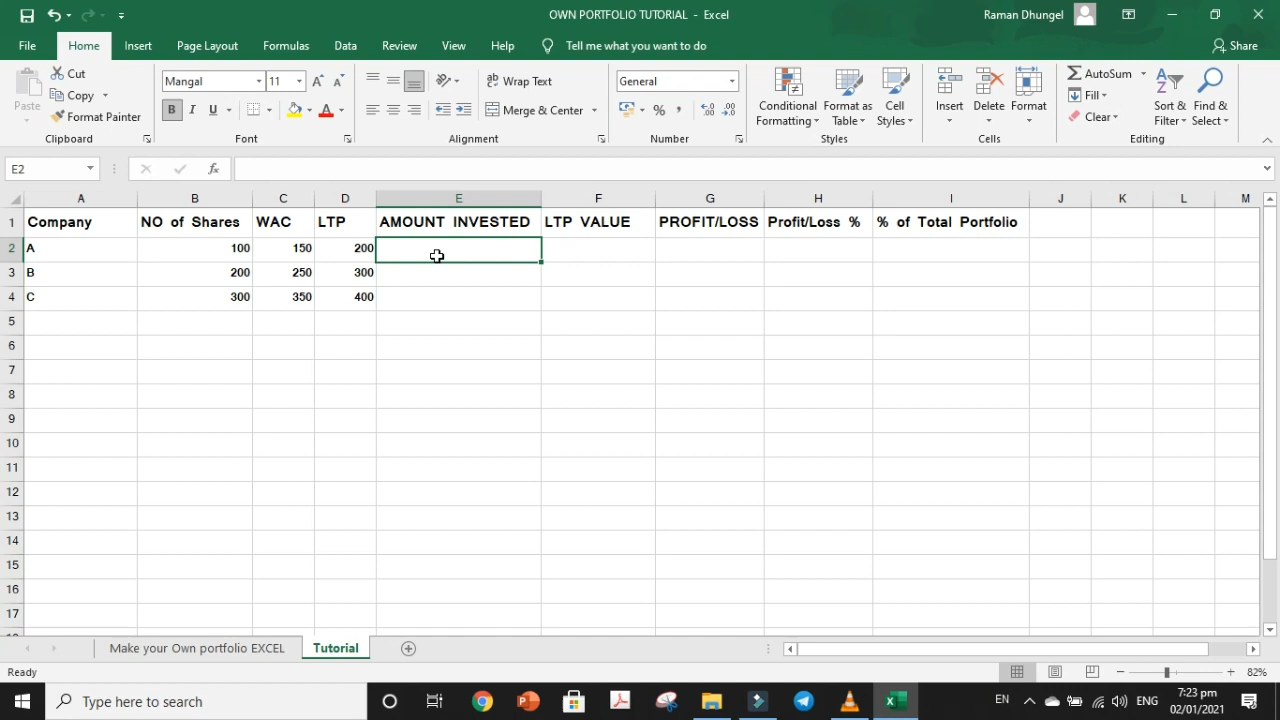 OWN PORTFOLIO TUTORIAL - Excel
Raman Dhungel
File Home Insert Page Layout Formulas Data Review View Help Tell me what you want to do Share
Paste
Cut
Copy
Format Painter
Clipboard
Mangal 11
B I U
Font
Wrap Text
Merge & Center
Alignment
General
%
Number
Conditional Formatting
Format as Table
Cell Styles
Styles
Insert
Delete
Format
Cells
AutoSum
Fill
Clear
Sort & Filter
Find & Select
Editing
E2 fx
A B C D E F G H I J K L M
1 Company NO of Shares WAC LTP AMOUNT INVESTED LTP VALUE PROFIT/LOSS Profit/Loss % % of Total Portfolio
2 A 100 150 200
3 B 200 250 300
4 C 300 350 400
5
6
7
8
9
10
11
12
13
14
15
16
17
Make your Own portfolio EXCEL Tutorial
Ready 82%
Type here to search
EN ENG 7:23 pm
02/01/2021